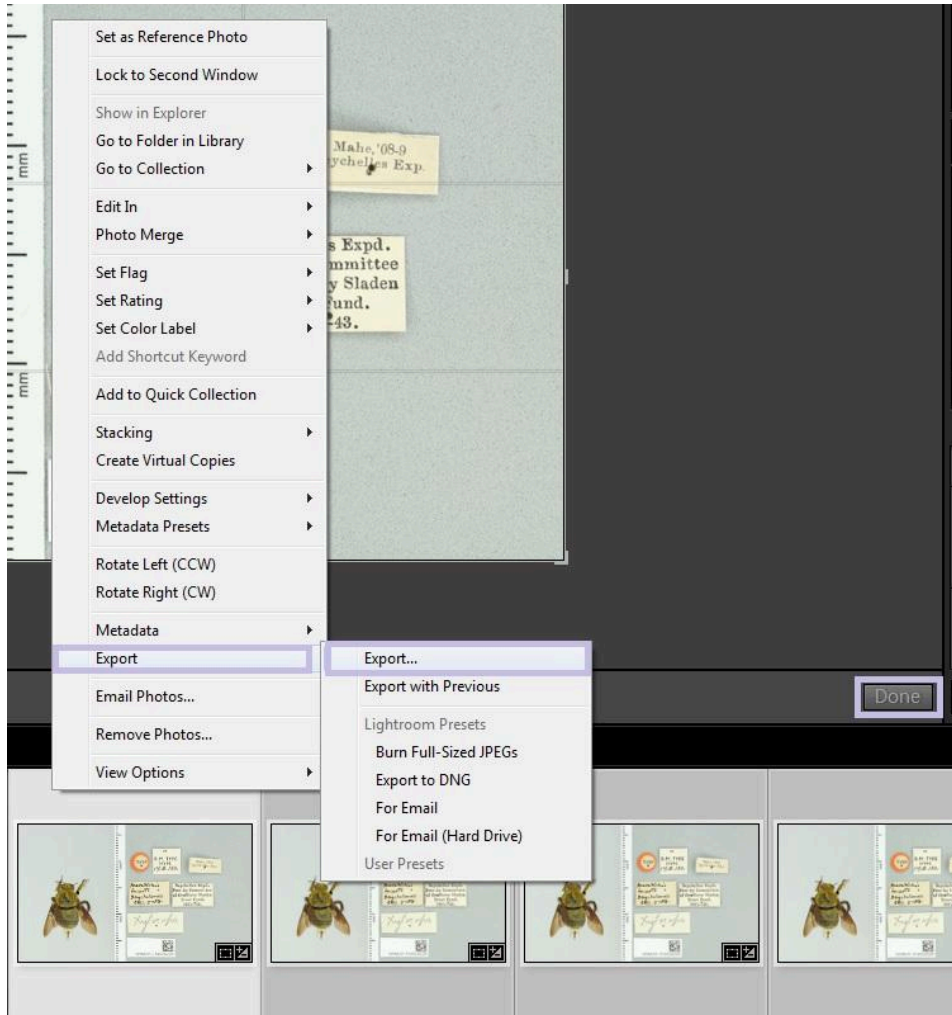 Set as Reference Photo
Lock to Second Window
Show in Explorer
Go to Folder in Library
Go to Collection
Edit In
Photo Merge
Set Flag
Set Rating
Set Color Label
Add Shortcut Keyword
Add to Quick Collection
Stacking
Create Virtual Copies
Develop Settings
Metadata Presets
Rotate Left (CCW)
Rotate Right (CW)
Metadata
Export
Email Photos...
Remove Photos...
View Options
Export...
Export with Previous
Lightroom Presets
Burn Full-Sized JPEGs
Export to DNG
For Email
For Email (Hard Drive)
User Presets
Done
mm
mm
Mahe, '08-9
ychelles Exp.
s Expd.
mmittee
y Sladen
Fund.
-43.